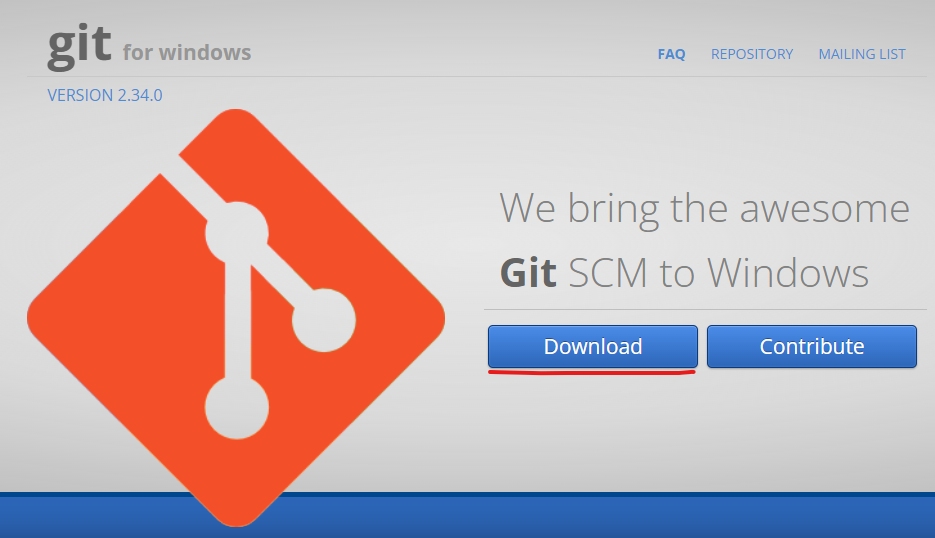 git for windows
FAQ REPOSITORY MAILING LIST
VERSION 2.34.0
We bring the awesome
Git SCM to Windows
Download Contribute